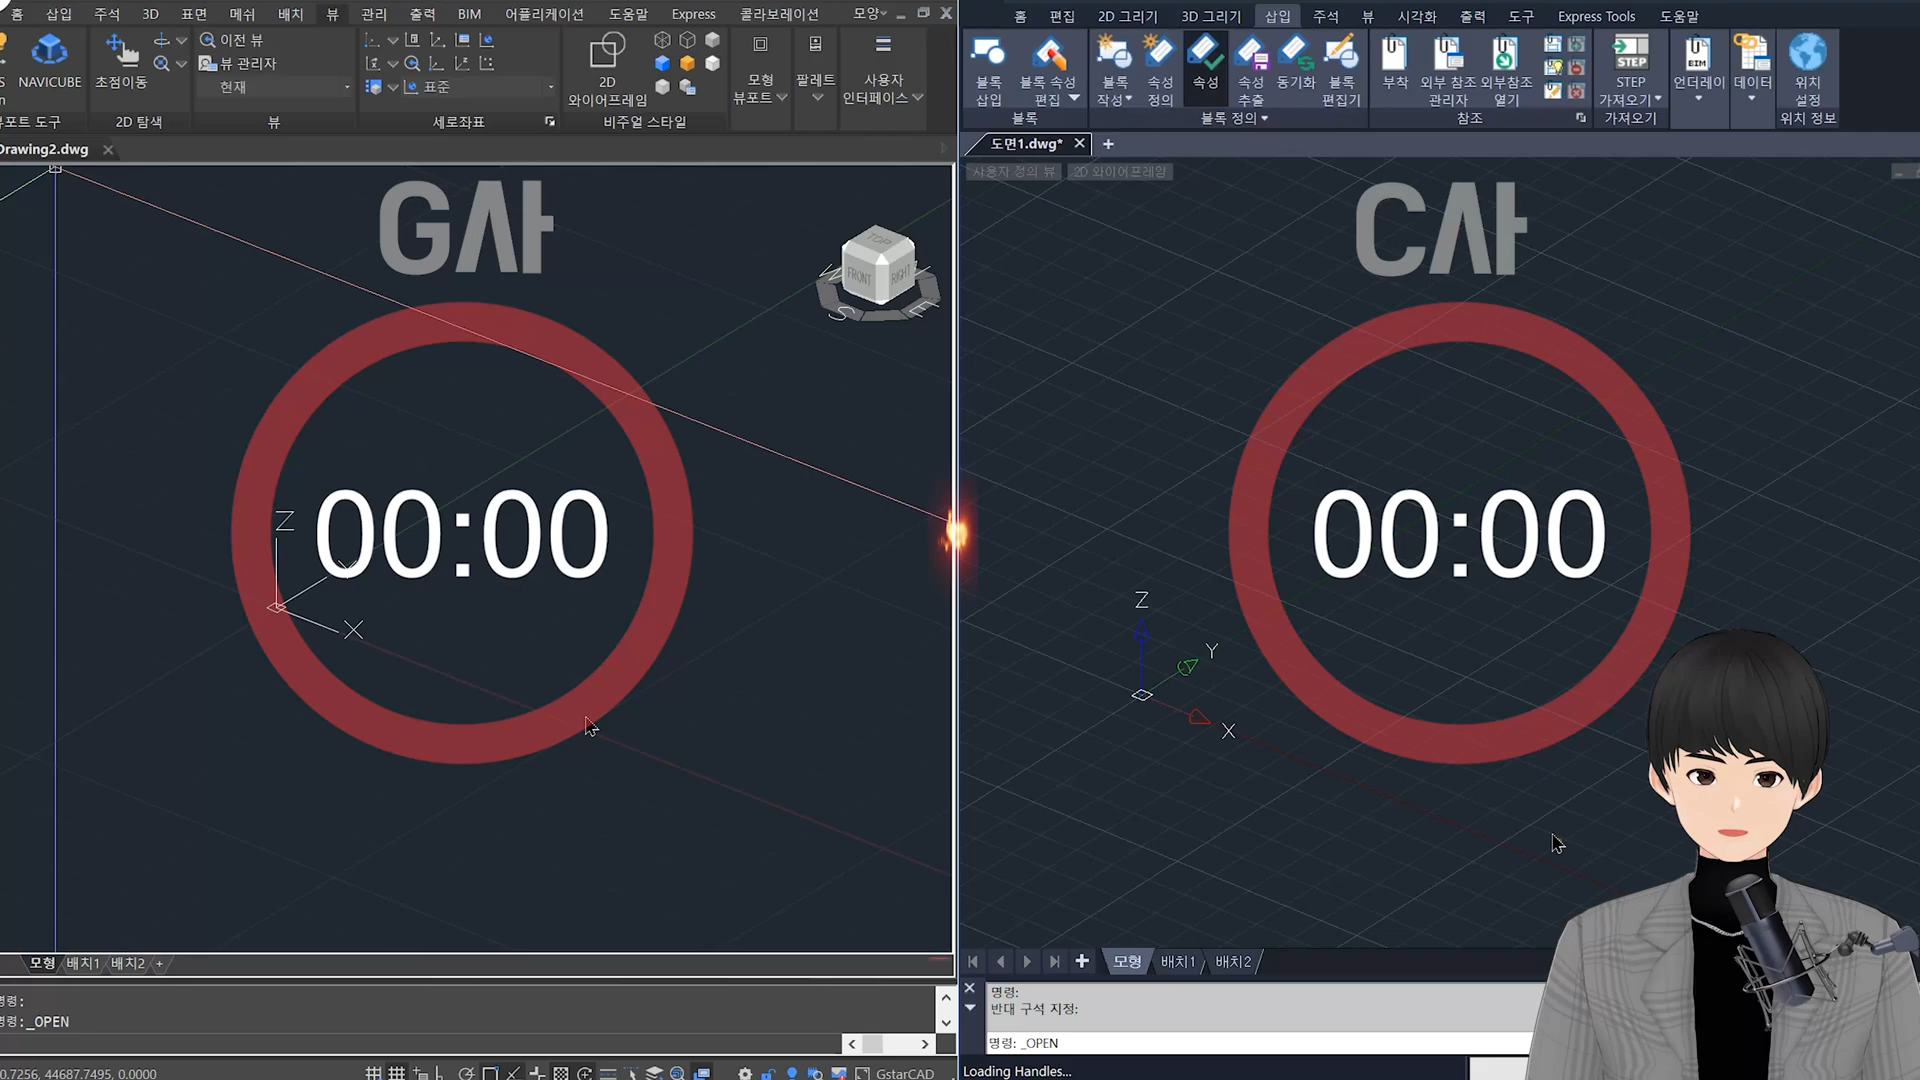 홈 삽입 주석 3D 표면 메쉬 배치 뷰 관리 출력 BIM 어플리케이션 도움말 Express 콜라보레이션 모양
NAVICUBE
초점이동
2D 탐색
이전 뷰
뷰 관리자
현재
뷰
표준
세로좌표
2D
와이어프레임
비주얼 스타일
모형
뷰포트
팔레트
사용자
인터페이스
Drawing2.dwg
G사
TOP
FRONT
RIGHT
S
E
00:00
Z
X
모형 배치1 배치2 +
명령:
명령:_OPEN
0.7256, 44687.7495, 0.0000
GstarCAD
홈 편집 2D 그리기 3D 그리기 삽입 주석 뷰 시각화 출력 도구 Express Tools 도움말
블록
삽입
블록 속성
편집
블록
블록
작성
속성
정의
속성
속성
추출
동기화
블록
편집기
블록 정의
부착
외부 참조
관리자
외부참조
열기
참조
STEP
STEP
가져오기
가져오기
BIM
언더레이
데이터
위치
설정
위치 정보
도면1.dwg*
사용자 정의 뷰
2D 와이어프레임
C사
00:00
Z
Y
X
모형 배치1 배치2
명령:
반대 구석 지정:
명령: _OPEN
Loading Handles...